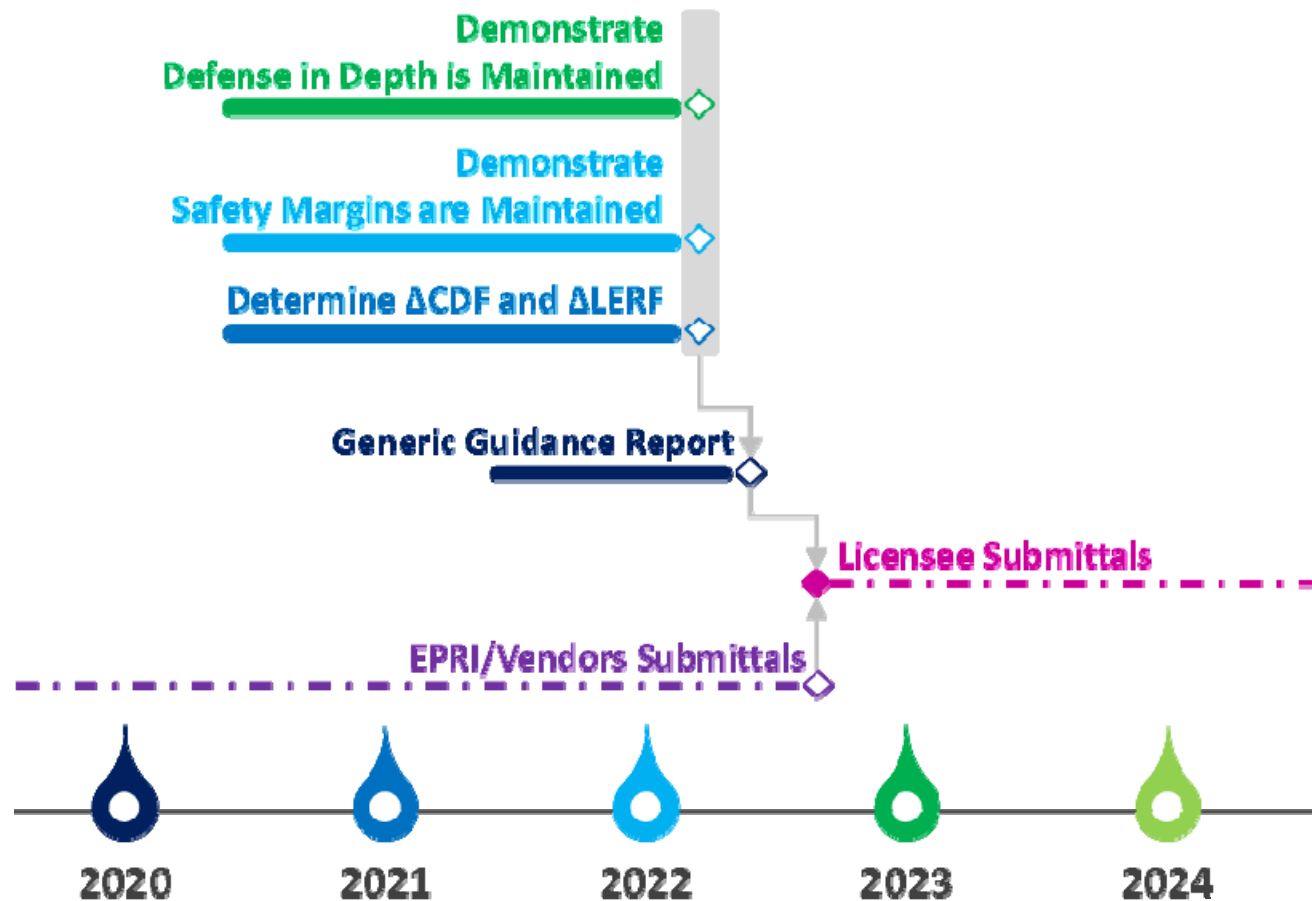 Demonstrate
Defense in Depth is Maintained
Demonstrate
Safety Margins are Maintained
Determine ΔCDF and ΔLERF
Generic Guidance Report
Licensee Submittals
EPRI/Vendors Submittals
2020 2021 2022 2023 2024